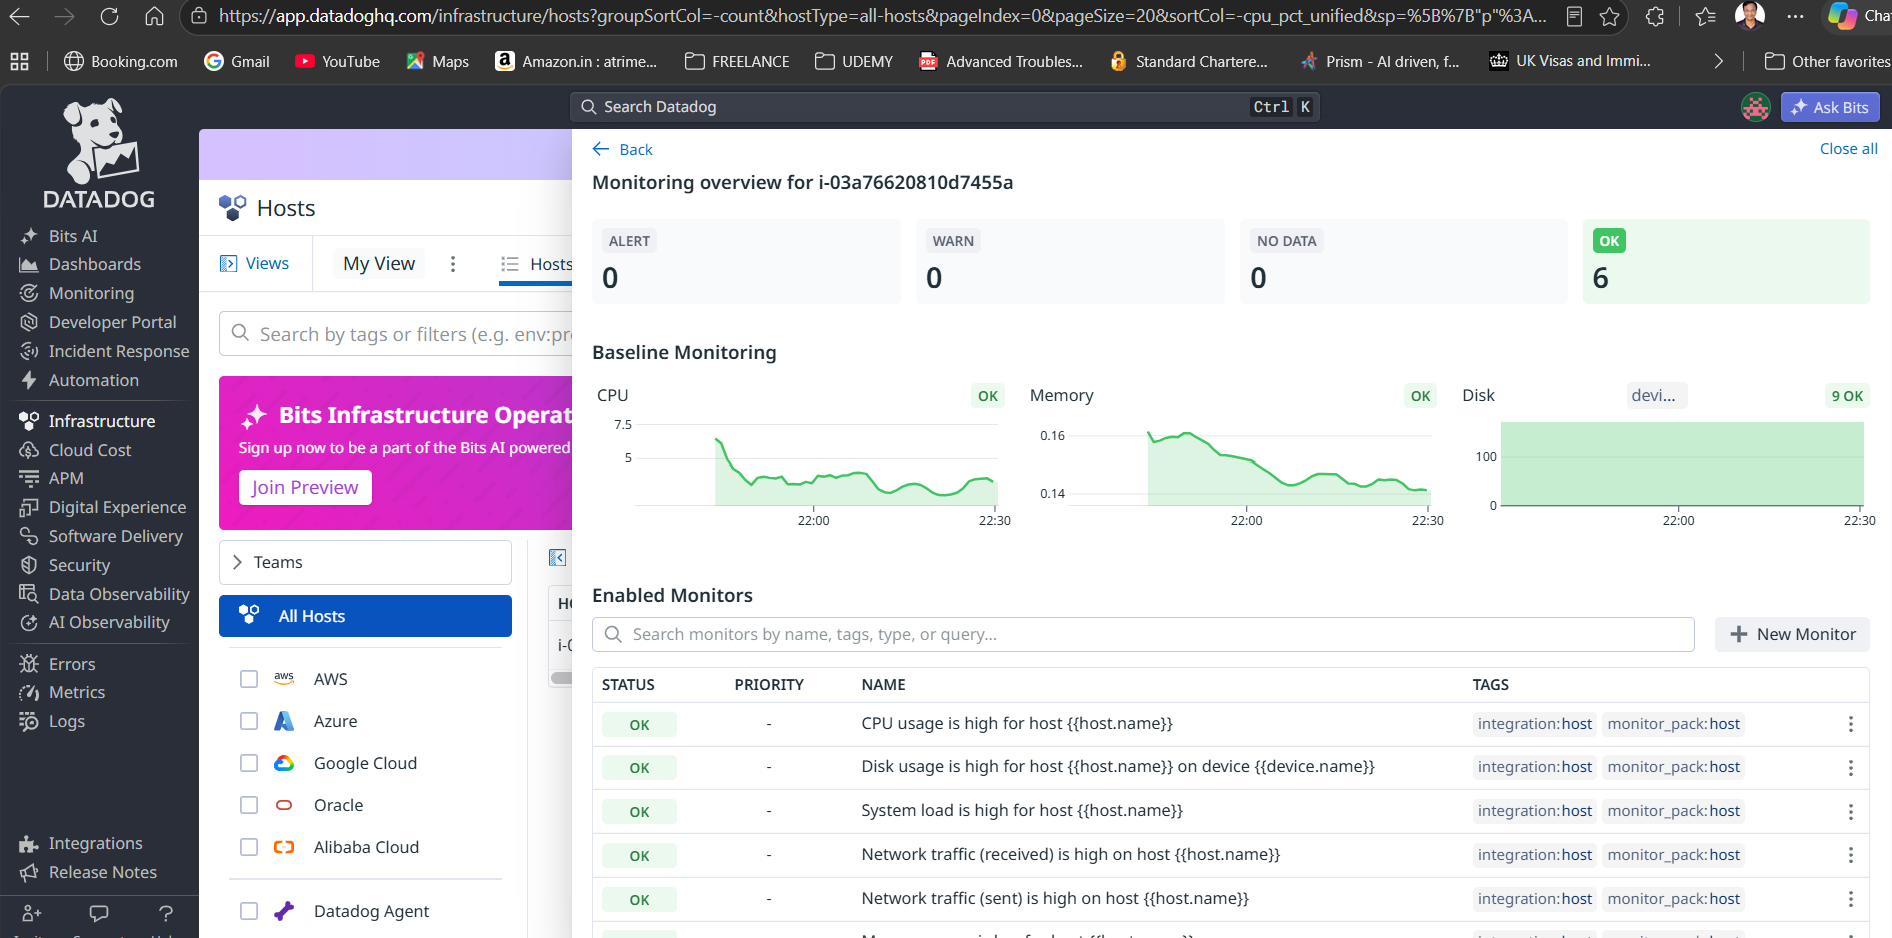 https://app.datadoghq.com/infrastructure/hosts?groupSortCol=-count&hostType=all-hosts&pageIndex=0&pageSize=20&sortCol=-cpu_pct_unified&sp=%5B%7B"p"%3A...
Booking.com
Gmail
YouTube
Maps
Amazon.in : atrime...
FREELANCE
UDEMY
PDF
Advanced Troubles...
Standard Chartere...
Prism - AI driven, f...
UK Visas and Immi...
Other favorites
DATADOG
Search Datadog
Ctrl K
Ask Bits
Bits AI
Dashboards
Monitoring
Developer Portal
Incident Response
Automation
Infrastructure
Cloud Cost
APM
Digital Experience
Software Delivery
Security
Data Observability
AI Observability
Errors
Metrics
Logs
Integrations
Release Notes
Hosts
Views
My View
Hosts
Search by tags or filters (e.g. env:pr
Bits Infrastructure Operat
Sign up now to be a part of the Bits AI powered
Join Preview
Teams
All Hosts
aws AWS
Azure
Google Cloud
Oracle
Alibaba Cloud
Datadog Agent
Back
Close all
Monitoring overview for i-03a76620810d7455a
ALERT
0
WARN
0
NO DATA
0
OK
6
Baseline Monitoring
CPU OK
7.5
5
22:00 22:30
Memory OK
0.16
0.14
22:00 22:30
Disk devi... 9 OK
100
0
22:00 22:30
Enabled Monitors
Search monitors by name, tags, type, or query...
New Monitor
STATUS PRIORITY NAME TAGS
OK - CPU usage is high for host {{host.name}} integration:host monitor_pack:host
OK - Disk usage is high for host {{host.name}} on device {{device.name}} integration:host monitor_pack:host
OK - System load is high for host {{host.name}} integration:host monitor_pack:host
OK - Network traffic (received) is high on host {{host.name}} integration:host monitor_pack:host
OK - Network traffic (sent) is high on host {{host.name}} integration:host monitor_pack:host